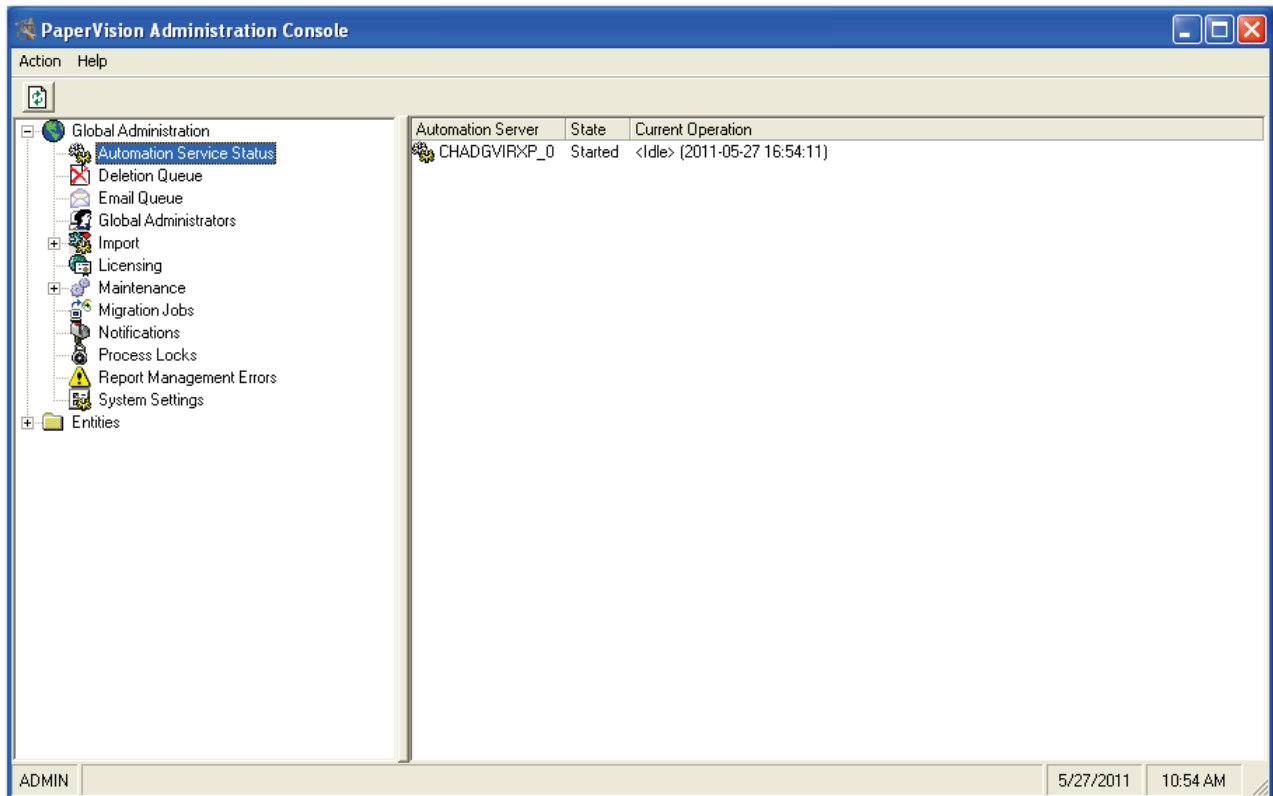 PaperVision Administration Console
Action Help
Global Administration
Automation Service Status
Deletion Queue
Email Queue
Global Administrators
Import
Licensing
Maintenance
Migration Jobs
Notifications
Process Locks
Report Management Errors
System Settings
Entities
Automation Server State Current Operation
CHADGVIRXP_0 Started <Idle> (2011-05-27 16:54:11)
ADMIN 5/27/2011 10:54 AM